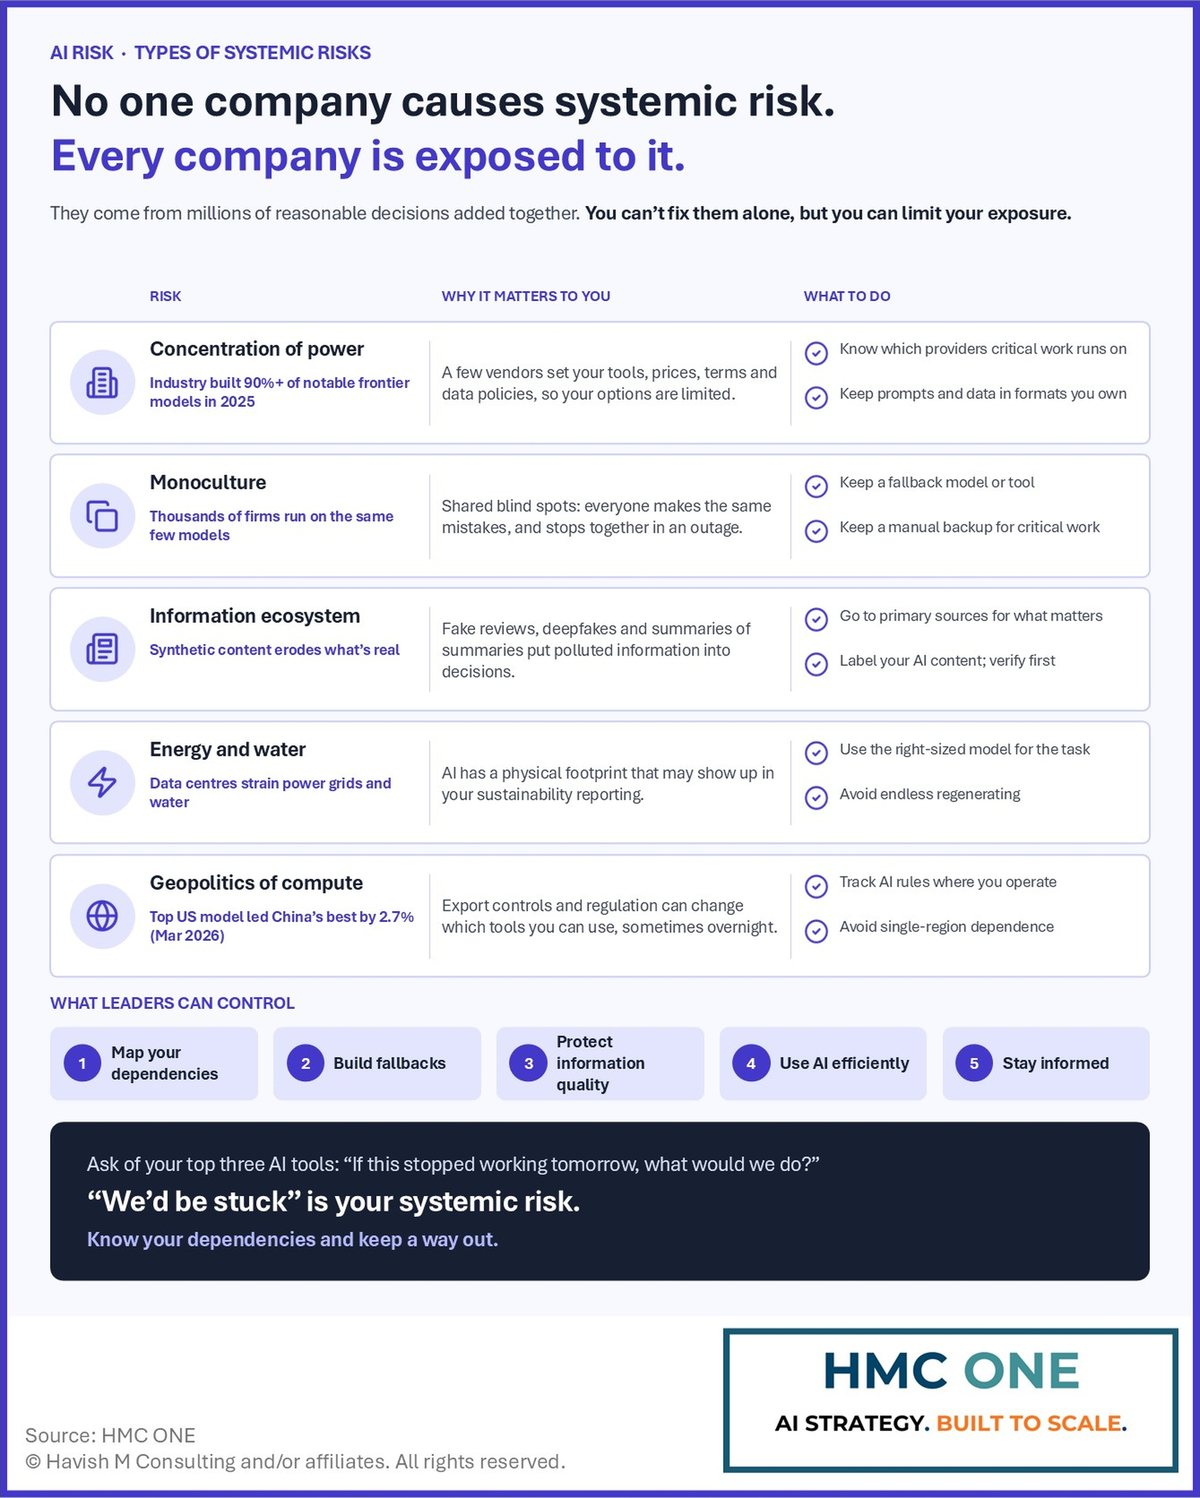 AI RISK · TYPES OF SYSTEMIC RISKS
No one company causes systemic risk.
Every company is exposed to it.
They come from millions of reasonable decisions added together. You can’t fix them alone, but you can limit your exposure.
RISK
WHY IT MATTERS TO YOU
WHAT TO DO
Concentration of power
Industry built 90%+ of notable frontier
models in 2025
A few vendors set your tools, prices, terms and
data policies, so your options are limited.
Know which providers critical work runs on
Keep prompts and data in formats you own
Monoculture
Thousands of firms run on the same
few models
Shared blind spots: everyone makes the same
mistakes, and stops together in an outage.
Keep a fallback model or tool
Keep a manual backup for critical work
Information ecosystem
Synthetic content erodes what’s real
Fake reviews, deepfakes and summaries of
summaries put polluted information into
decisions.
Go to primary sources for what matters
Label your AI content; verify first
Energy and water
Data centres strain power grids and
water
AI has a physical footprint that may show up in
your sustainability reporting.
Use the right-sized model for the task
Avoid endless regenerating
Geopolitics of compute
Top US model led China’s best by 2.7%
(Mar 2026)
Export controls and regulation can change
which tools you can use, sometimes overnight.
Track AI rules where you operate
Avoid single-region dependence
WHAT LEADERS CAN CONTROL
1 Map your
dependencies
2 Build fallbacks
3 Protect
information
quality
4 Use AI efficiently
5 Stay informed
Ask of your top three AI tools: “If this stopped working tomorrow, what would we do?”
“We’d be stuck” is your systemic risk.
Know your dependencies and keep a way out.
HMC ONE
AI STRATEGY. BUILT TO SCALE.
Source: HMC ONE
© Havish M Consulting and/or affiliates. All rights reserved.